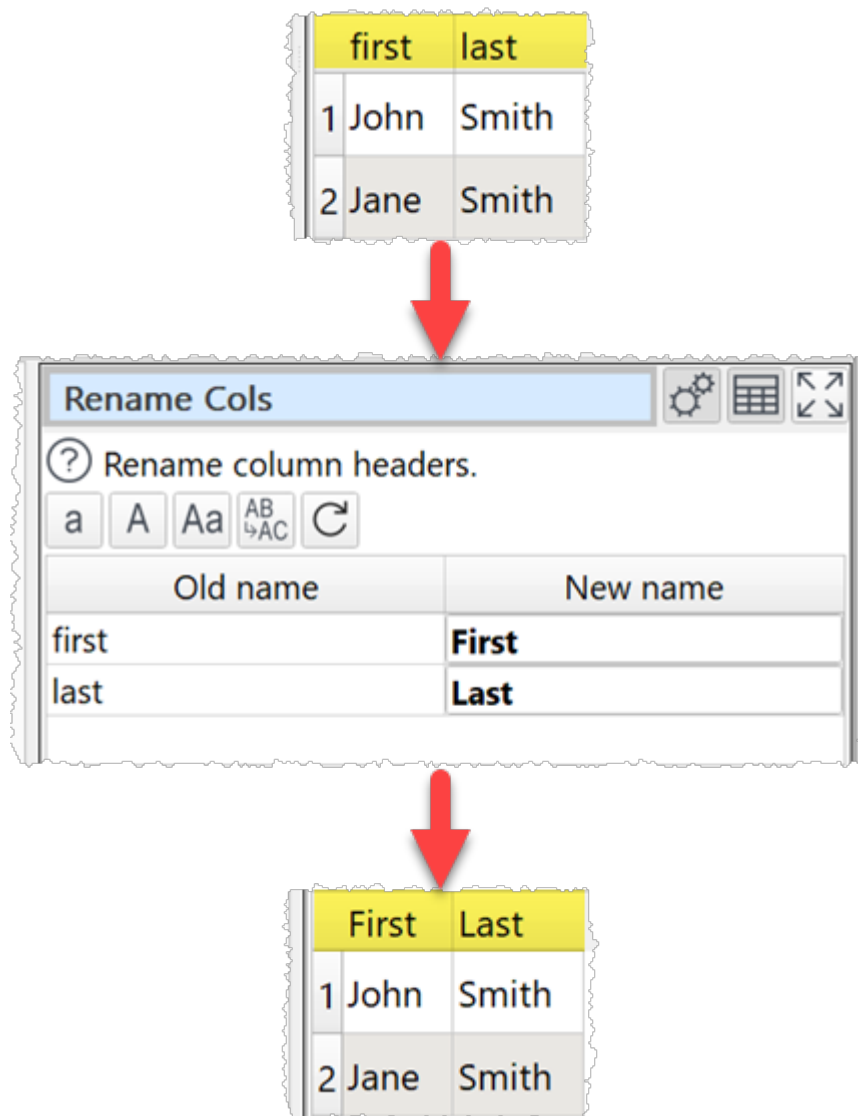 first last
1 John Smith
2 Jane Smith
Rename Cols
? Rename column headers.
a A Aa AB
↳AC
Old name New name
first First
last Last
First Last
1 John Smith
2 Jane Smith